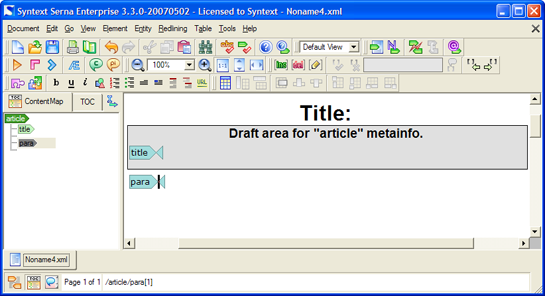 Syntext Serna Enterprise 3.3.0-20070502 - Licensed to Syntext - Noname4.xml
Document Edit Go View Element Entity Redlining Table Tools Help
Default View
100%
b u i URL
ContentMap TOC
article
title
para
Title:
Draft area for "article" metainfo.
title
para
Noname4.xml
Page 1 of 1 /article/para[1]